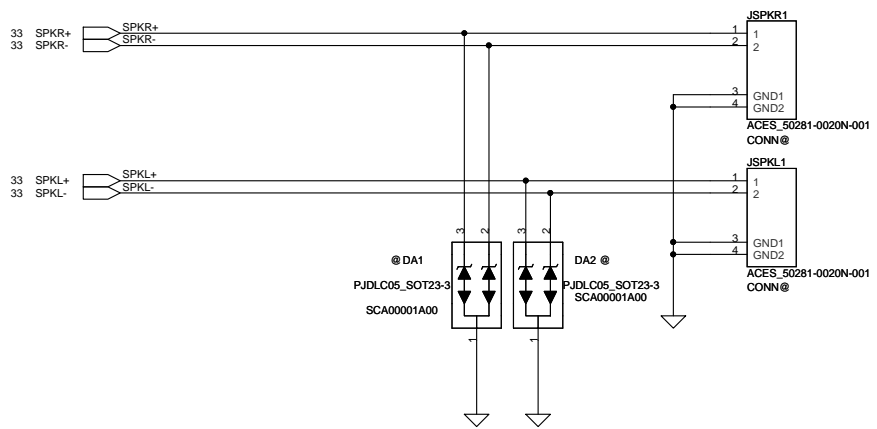 JSPKR1
33 SPKR+ SPKR+ 1 1
33 SPKR- SPKR- 2 2
3 GND1
4 GND2
ACES_50281-0020N-001
CONN@
JSPKL1
33 SPKL+ SPKL+ 1 1
33 SPKL- SPKL- 2 2
3 2 3 2
3 GND1
4 GND2
@ DA1 DA2 @
ACES_50281-0020N-001
CONN@
PJDLC05_SOT23-3 PJDLC05_SOT23-3
SCA00001A00 SCA00001A00
1 1